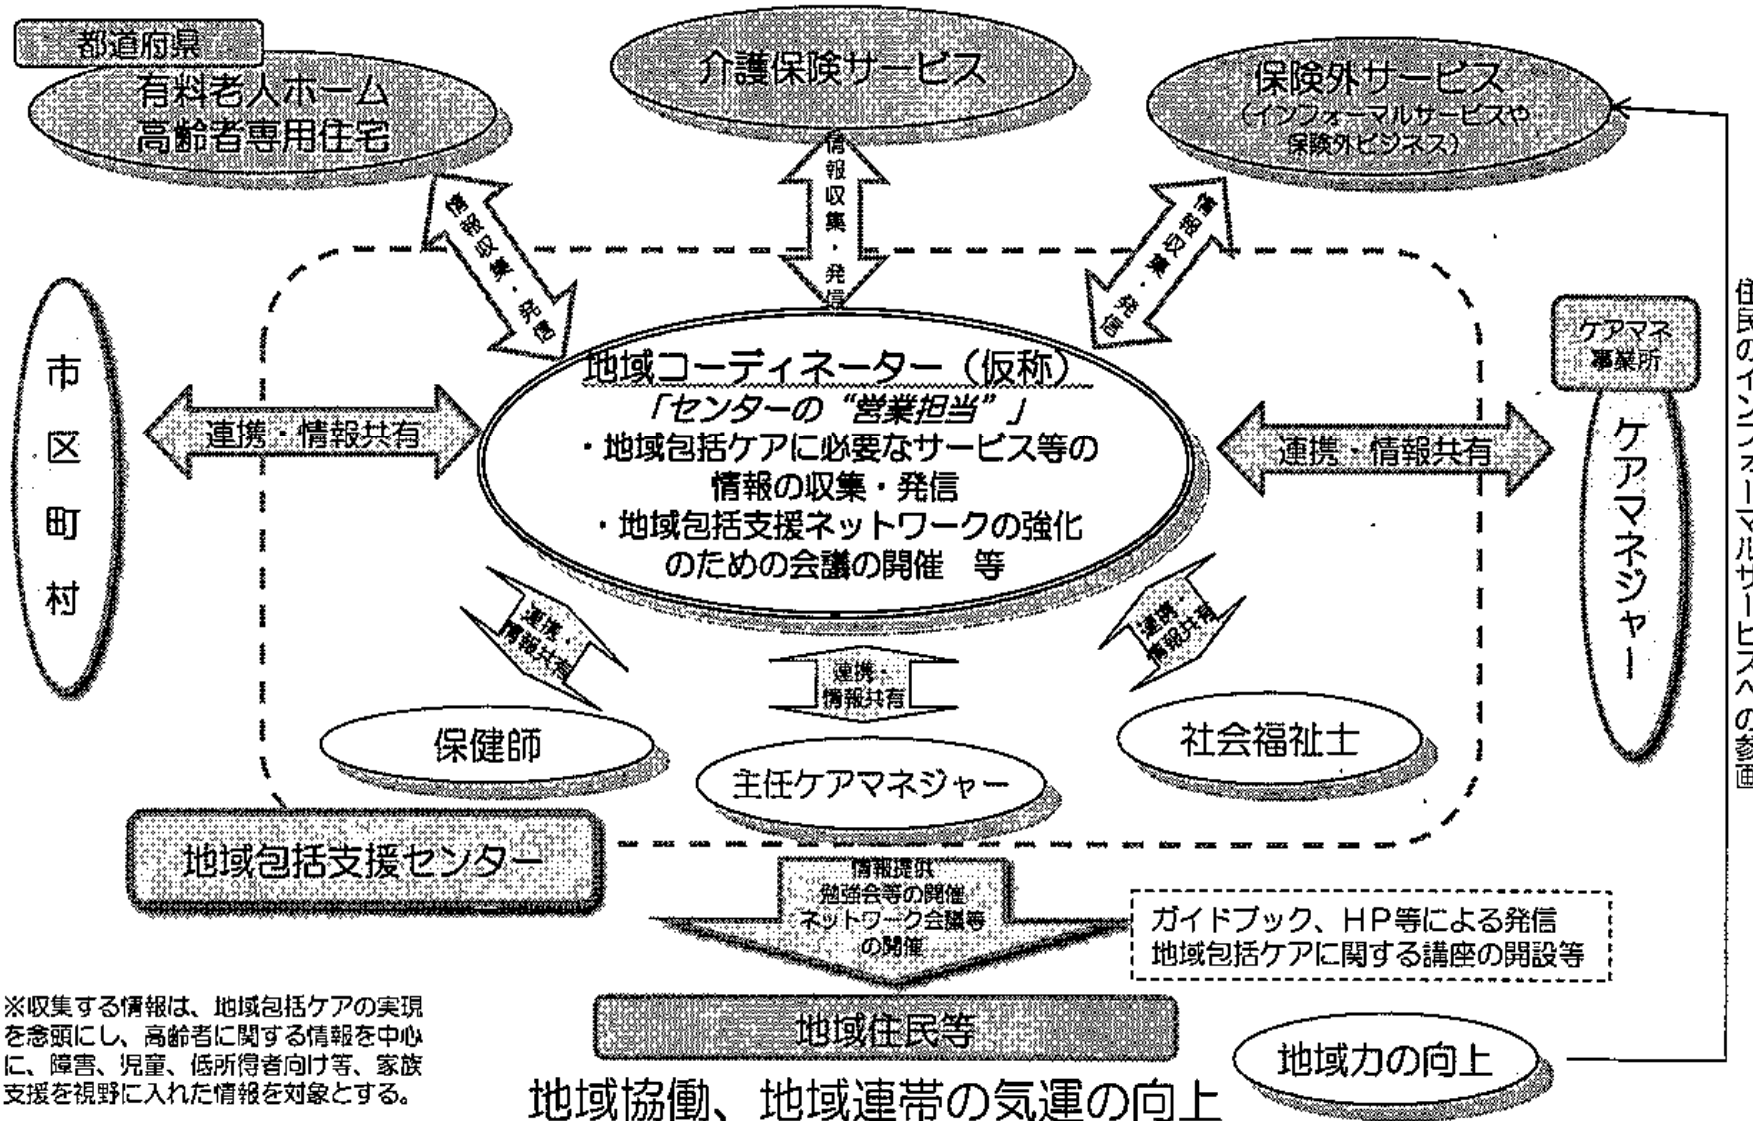 都道府県
有料老人ホーム
高齢者専用住宅
介護保険サービス
保険外サービス
(インフォーマルサービスや
保険外ビジネス)
情報収集・発信
情報収集・発信
情報収集・発信
市区町村
連携・情報共有
地域コーディネーター（仮称）
「センターの“営業担当”」
・地域包括ケアに必要なサービス等の
情報の収集・発信
・地域包括支援ネットワークの強化
のための会議の開催　等
連携・情報共有
ケアマネ
事業所
ケアマネジャー
住民のインフォーマルサービスへの参画
連携・
情報共有
連携・
情報共有
連携・
情報共有
保健師
主任ケアマネジャー
社会福祉士
地域包括支援センター
情報提供
勉強会等の開催
ネットワーク会議等
の開催
ガイドブック、HP等による発信
地域包括ケアに関する講座の開設等
地域住民等
地域力の向上
地域協働、地域連帯の気運の向上
※収集する情報は、地域包括ケアの実現
を念頭にし、高齢者に関する情報を中心
に、障害、児童、低所得者向け等、家族
支援を視野に入れた情報を対象とする。